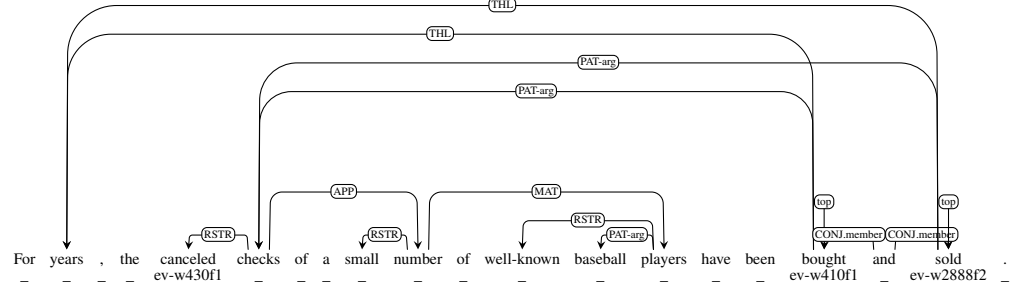 THL
THL
PAT-arg
PAT-arg
APP MAT top top
RSTR
RSTR RSTR PAT-arg CONJ.member CONJ.member
For years , the canceled checks of a small number of well-known baseball players have been bought and sold .
ev-w430f1 ev-w410f1 ev-w2888f2
_ _ _ _ _ _ _ _ _ _ _ _ _ _ _ _ _ _ _ _